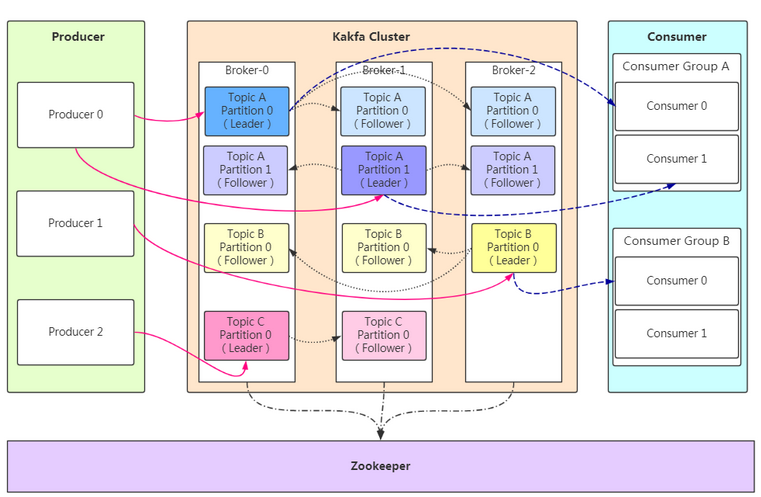 Producer
Kakfa Cluster
Consumer
Broker-0
Broker-1
Broker-2
Consumer Group A
Producer 0
Topic A
Partition 0
( Leader )
Topic A
Partition 0
( Follower )
Topic A
Partition 0
( Follower )
Consumer 0
Topic A
Partition 1
( Follower )
Topic A
Partition 1
( Leader )
Topic A
Partition 1
( Follower )
Consumer 1
Producer 1
Topic B
Partition 0
( Follower )
Topic B
Partition 0
( Follower )
Topic B
Partition 0
( Leader )
Consumer Group B
Consumer 0
Producer 2
Topic C
Partition 0
( Leader )
Topic C
Partition 0
( Follower )
Consumer 1
Zookeeper